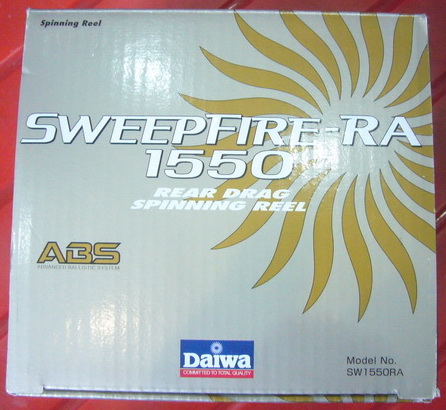 Spinning Reel
SWEEPFIRE-RA
1550
REAR DRAG
SPINNING REEL
ABS
ADVANCED BALLISTIC SYSTEM
Daiwa
COMMITTED TO TOTAL QUALITY
Model No.
SW1550RA